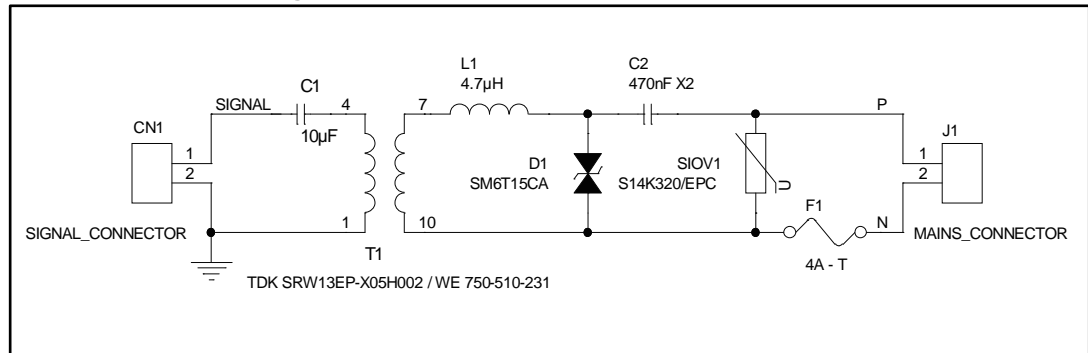 L1
4.7µH
C2
470nF X2
C1
10µF
SIGNAL
4
7
P
CN1
1
2
J1
1
2
D1
SM6T15CA
SIOV1
S14K320/EPC
U
F1
N
1
10
SIGNAL_CONNECTOR
T1
4A - T
MAINS_CONNECTOR
TDK SRW13EP-X05H002 / WE 750-510-231